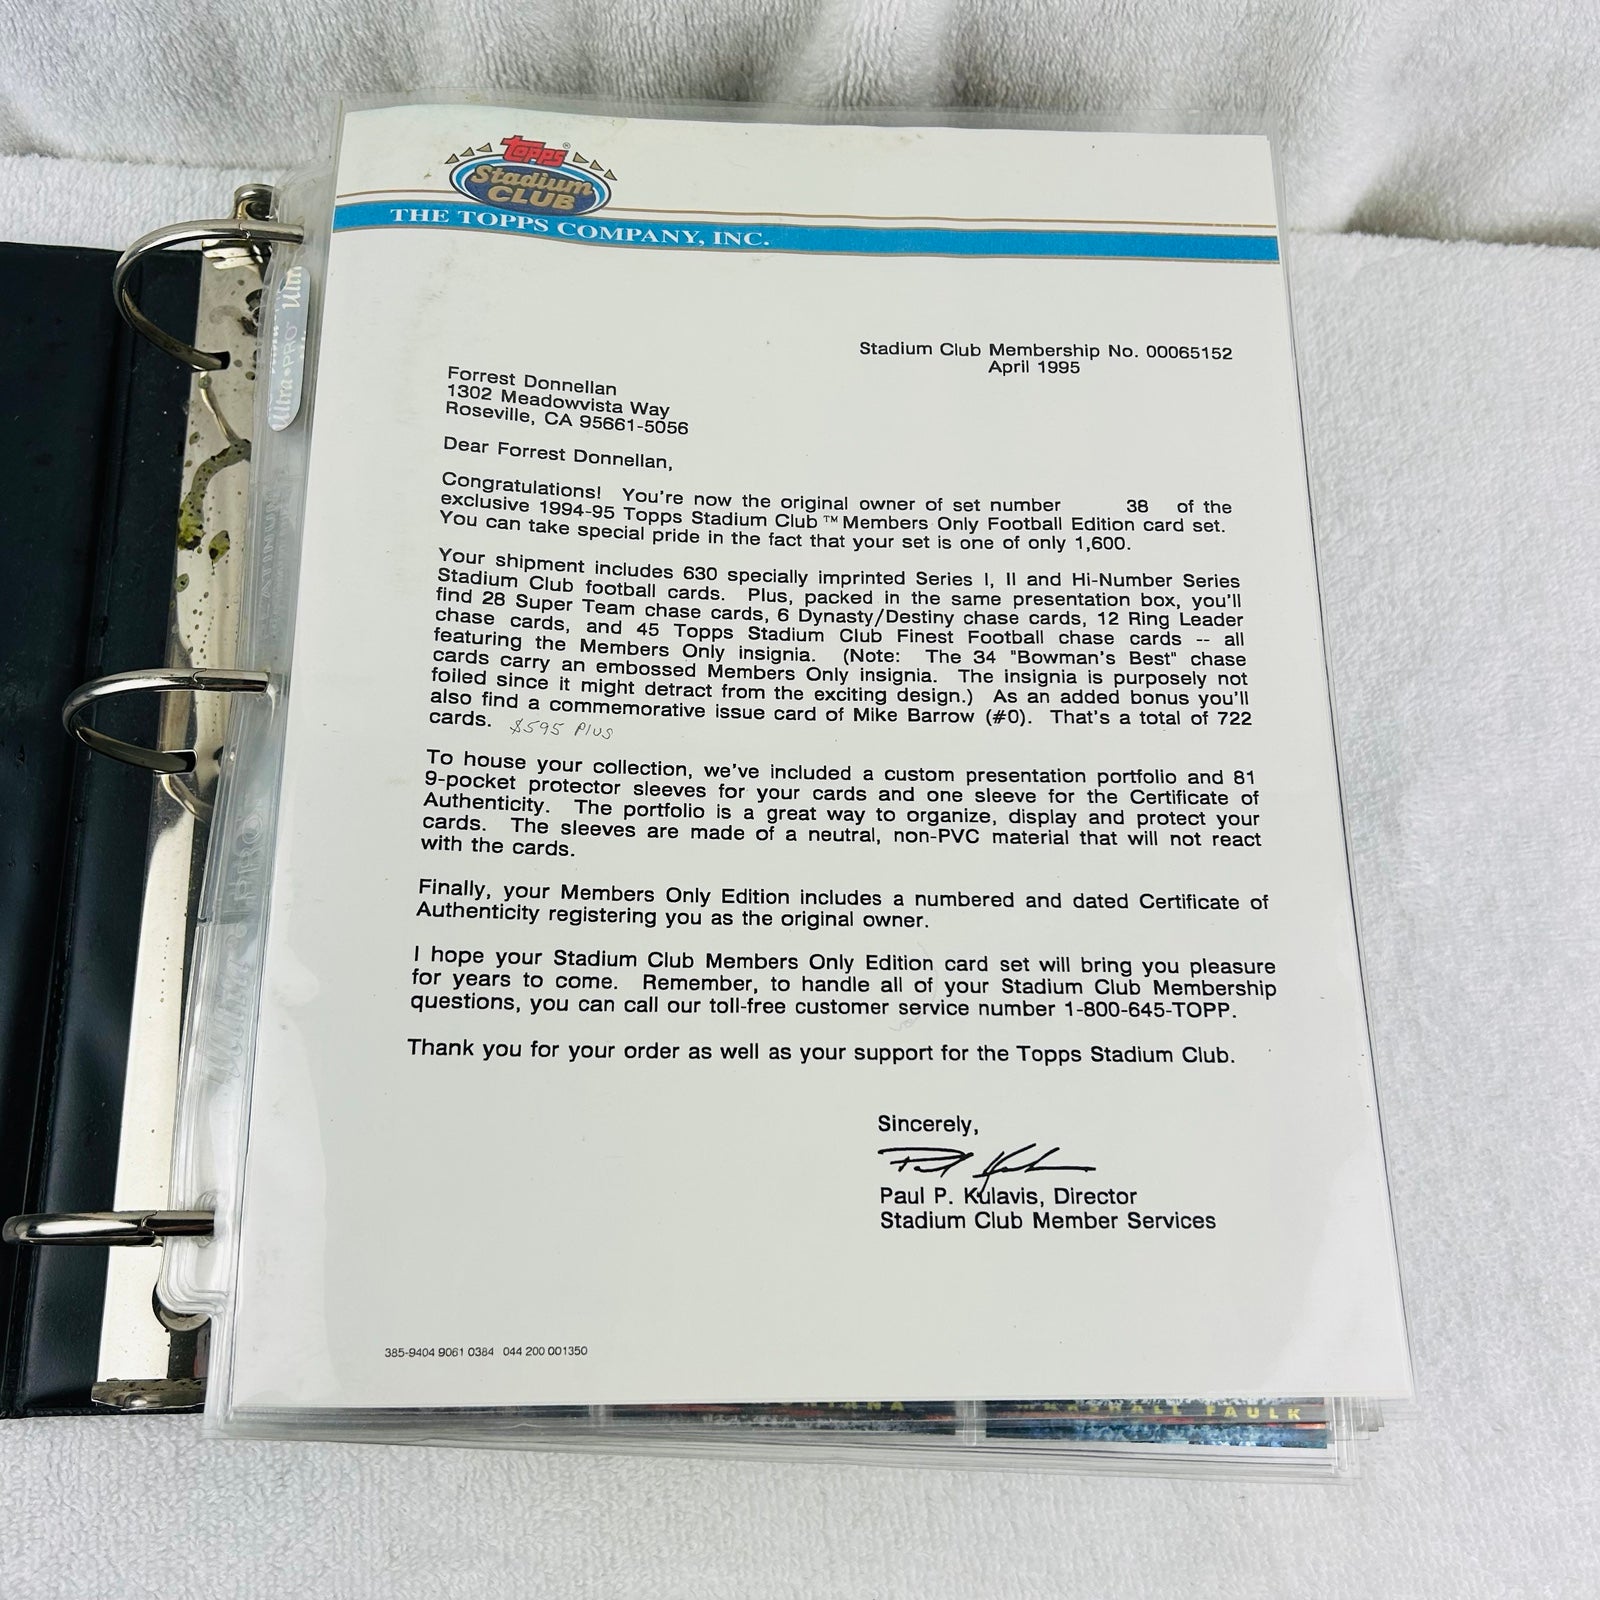 topps®
Stadium
CLUB
THE TOPPS COMPANY, INC.
Stadium Club Membership No. 00065152
April 1995
Forrest Donnellan
1302 Meadowvista Way
Roseville, CA 95661-5056
Dear Forrest Donnellan,
Congratulations! You're now the original owner of set number 38 of the
exclusive 1994-95 Topps Stadium Club™ Members Only Football Edition card set.
You can take special pride in the fact that your set is one of only 1,600.
Your shipment includes 630 specially imprinted Series I, II and Hi-Number Series
Stadium Club football cards. Plus, packed in the same presentation box, you'll
find 28 Super Team chase cards, 6 Dynasty/Destiny chase cards, 12 Ring Leader
chase cards, and 45 Topps Stadium Club Finest Football chase cards -- all
featuring the Members Only insignia. (Note: The 34 "Bowman's Best" chase
cards carry an embossed Members Only insignia. The insignia is purposely not
foiled since it might detract from the exciting design.) As an added bonus you'll
also find a commemorative issue card of Mike Barrow (#0). That's a total of 722
cards. $595 Plus
To house your collection, we've included a custom presentation portfolio and 81
9-pocket protector sleeves for your cards and one sleeve for the Certificate of
Authenticity. The portfolio is a great way to organize, display and protect your
cards. The sleeves are made of a neutral, non-PVC material that will not react
with the cards.
Finally, your Members Only Edition includes a numbered and dated Certificate of
Authenticity registering you as the original owner.
I hope your Stadium Club Members Only Edition card set will bring you pleasure
for years to come. Remember, to handle all of your Stadium Club Membership
questions, you can call our toll-free customer service number 1-800-645-TOPP.
Thank you for your order as well as your support for the Topps Stadium Club.
Sincerely,
Paul P. Kulavis, Director
Stadium Club Member Services
385-9404 9061 0384 044 200 001350
Ultra•PRO
MARSHALL FAULK